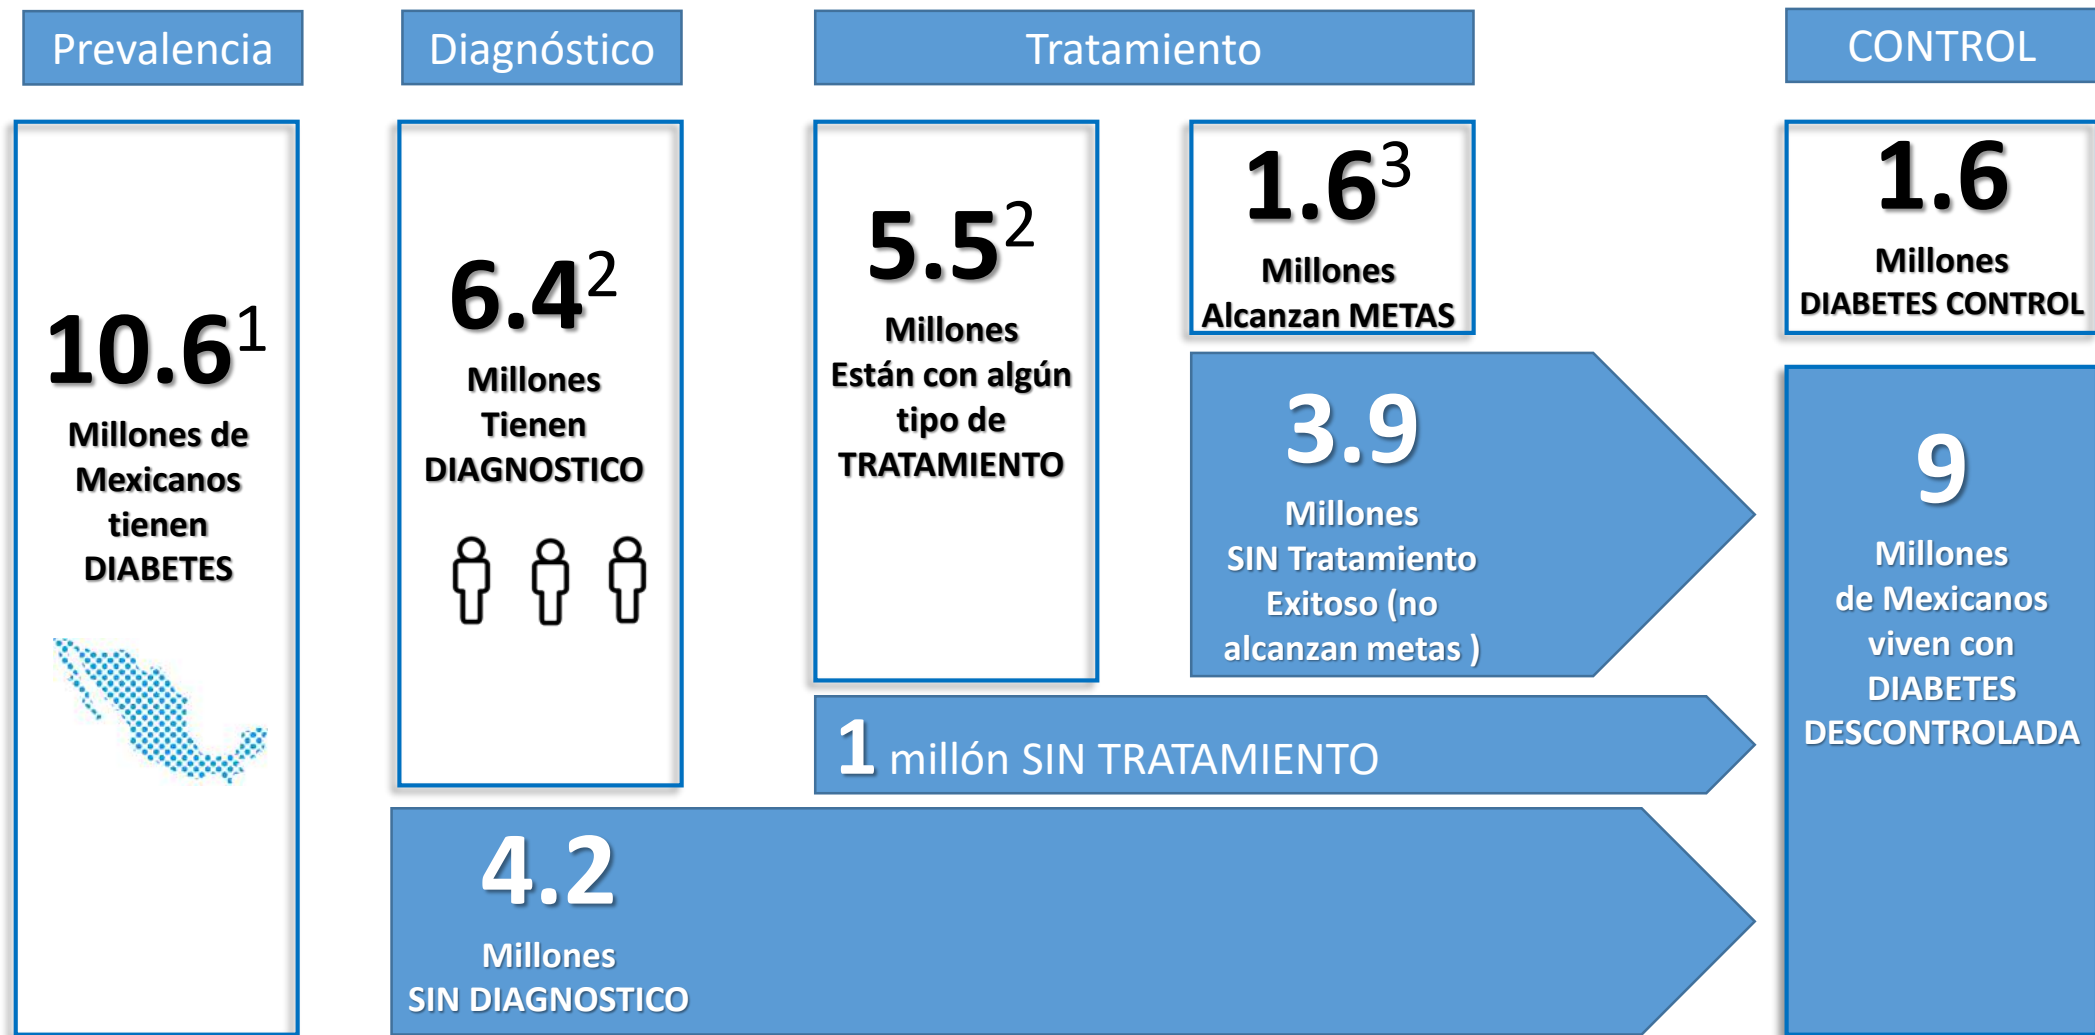 Prevalencia
Diagnóstico
Tratamiento
CONTROL
10.6¹
Millones de
Mexicanos
tienen
DIABETES
6.4²
Millones
Tienen
DIAGNOSTICO
5.5²
Millones
Están con algún
tipo de
TRATAMIENTO
1.6³
Millones
Alcanzan METAS
1.6
Millones
DIABETES CONTROL
3.9
Millones
SIN Tratamiento
Exitoso (no
alcanzan metas )
9
Millones
de Mexicanos
viven con
DIABETES
DESCONTROLADA
1 millón SIN TRATAMIENTO
4.2
Millones
SIN DIAGNOSTICO